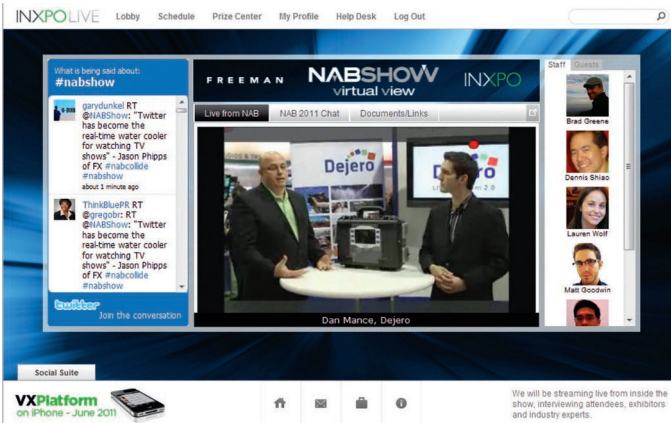 INXPO LIVE
Lobby Schedule Prize Center My Profile Help Desk Log Out
What is being said about:
#nabshow
garydunkel RT
@NABShow: "Twitter
has become the
real-time water cooler
for watching TV
shows" - Jason Phipps
of FX #nabcollide
#nabshow
about 1 minute ago
ThinkBluePR RT
@gregobr: RT
@NABShow: "Twitter
has become the
real-time water cooler
for watching TV
shows" - Jason Phipps
of FX #nabcollide
#nabshow
twitter
Join the conversation
FREEMAN NABSHOW INXPO
virtual view
Live from NAB NAB 2011 Chat Documents/Links
Dejero
Dejero
2.0
Dan Mance, Dejero
Staff Guests
Brad Greene
Dennis Shiao
Lauren Wolf
Matt Goodwin
Social Suite
VXPlatform
on iPhone - June 2011
We will be streaming live from inside the
show, interviewing attendees, exhibitors
and industry experts.